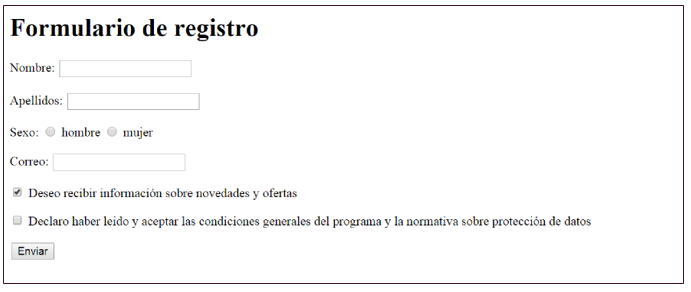 Formulario de registro
Nombre:
Apellidos:
Sexo: hombre mujer
Correo:
Deseo recibir información sobre novedades y ofertas
Declaro haber leido y aceptar las condiciones generales del programa y la normativa sobre protección de datos
Enviar